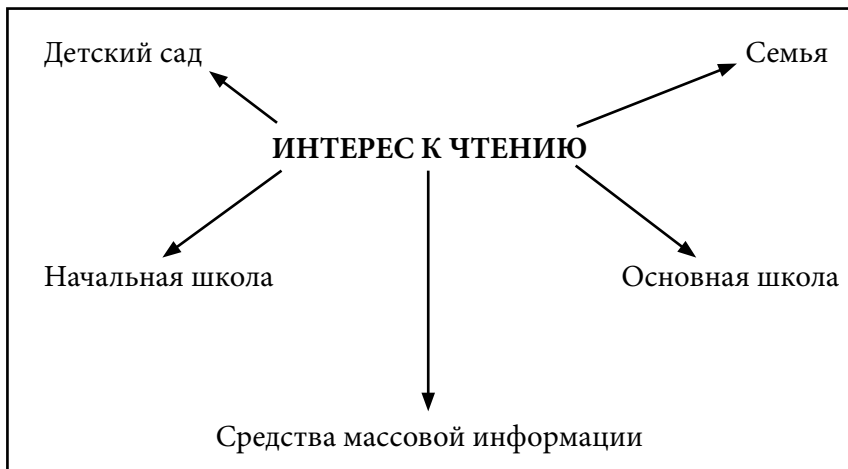 Детский сад
Семья
ИНТЕРЕС К ЧТЕНИЮ
Начальная школа
Основная школа
Средства массовой информации